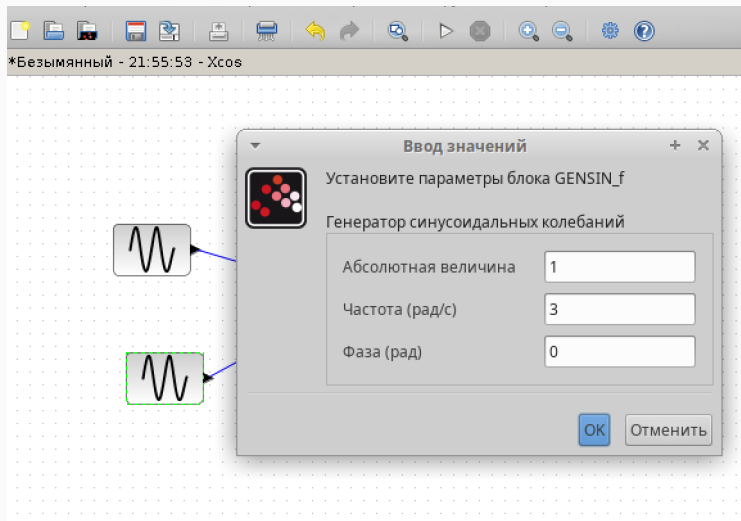 *Безымянный - 21:55:53 - Xcos
Ввод значений
Установите параметры блока GENSIN_f
Генератор синусоидальных колебаний
Абсолютная величина 1
Частота (рад/с) 3
Фаза (рад) 0
OK Отменить